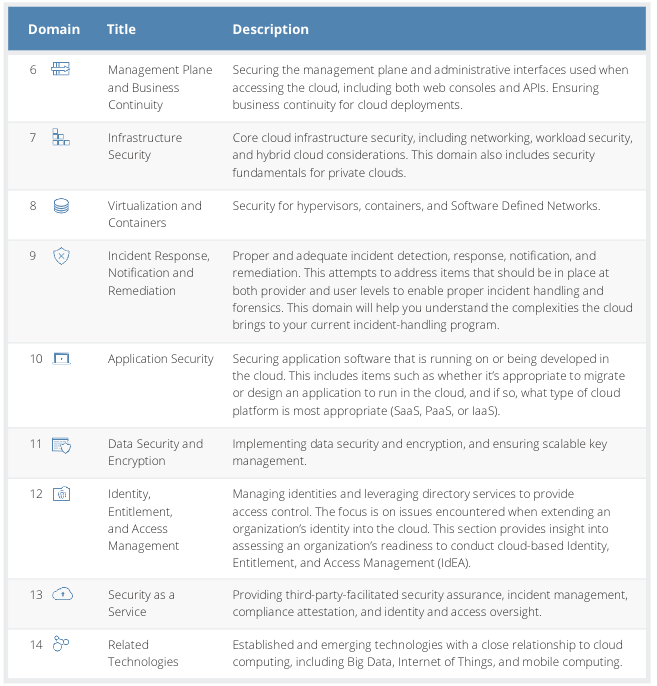 Domain Title Description
6 Management Plane Securing the management plane and administrative interfaces used when
and Business accessing the cloud, including both web consoles and APIs. Ensuring
Continuity business continuity for cloud deployments.
7 Infrastructure Core cloud infrastructure security, including networking, workload security,
Security and hybrid cloud considerations. This domain also includes security
fundamentals for private clouds.
8 Virtualization and Security for hypervisors, containers, and Software Defined Networks.
Containers
9 Incident Response, Proper and adequate incident detection, response, notification, and
Notification and remediation. This attempts to address items that should be in place at
Remediation both provider and user levels to enable proper incident handling and
forensics. This domain will help you understand the complexities the cloud
brings to your current incident-handling program.
10 Application Security Securing application software that is running on or being developed in
the cloud. This includes items such as whether it's appropriate to migrate
or design an application to run in the cloud, and if so, what type of cloud
platform is most appropriate (SaaS, PaaS, or IaaS).
11 Data Security and Implementing data security and encryption, and ensuring scalable key
Encryption management.
12 Identity, Managing identities and leveraging directory services to provide
Entitlement, access control. The focus is on issues encountered when extending an
and Access organization's identity into the cloud. This section provides insight into
Management assessing an organization's readiness to conduct cloud-based Identity,
Entitlement, and Access Management (IdEA).
13 Security as a Providing third-party-facilitated security assurance, incident management,
Service compliance attestation, and identity and access oversight.
14 Related Established and emerging technologies with a close relationship to cloud
Technologies computing, including Big Data, Internet of Things, and mobile computing.